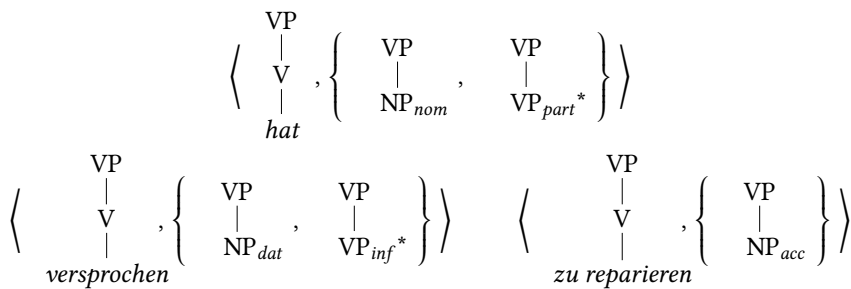 VP VP VP
⟨ V , { , } ⟩
NP_nom VP_part*
hat
VP VP VP VP VP
⟨ V , { , } ⟩ ⟨ V , { } ⟩
NP_dat VP_inf* NP_acc
versprochen zu reparieren